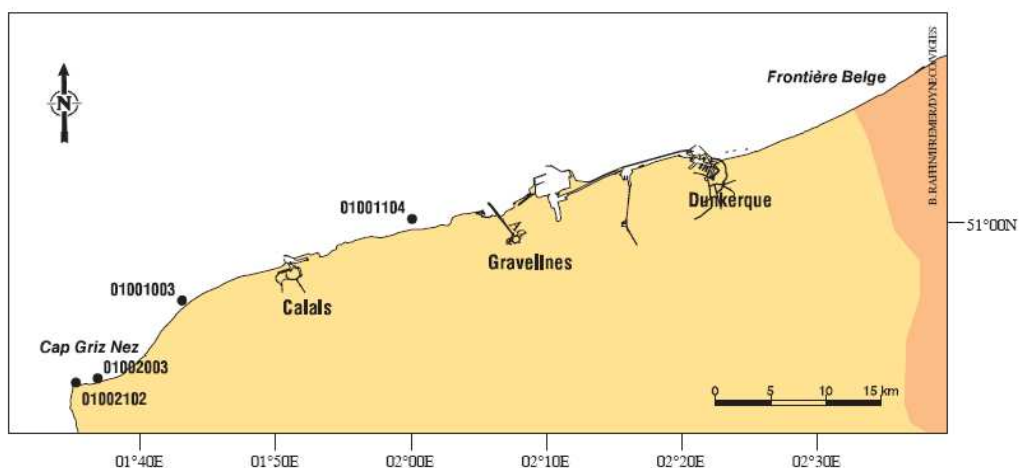 N
Frontière Belge
B. RAFFIN/IFREMER/DYNECO/VIGIES
Dunkerque
51°00N
01001104
Gravelines
Calais
01001003
Cap Griz Nez
01002003
01002102
0 5 10 15 km
01°40E 01°50E 02°00E 02°10E 02°20E 02°30E